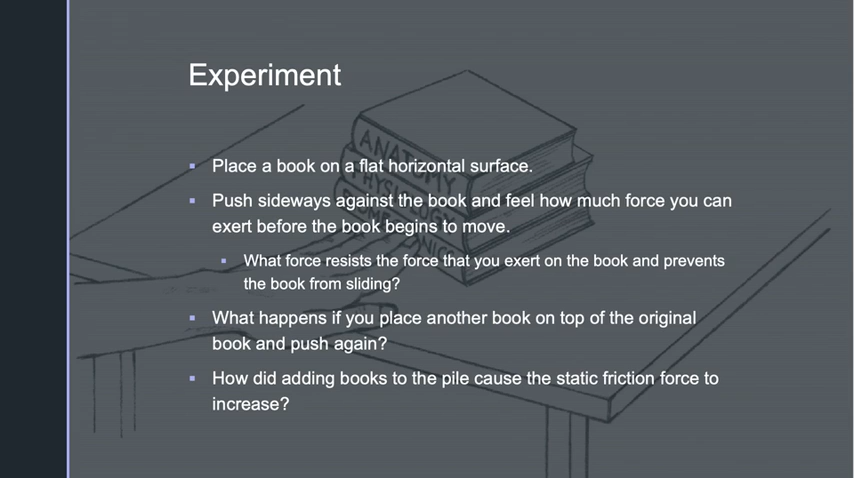 Experiment
Place a book on a flat horizontal surface.
Push sideways against the book and feel how much force you can
exert before the book begins to move.
What force resists the force that you exert on the book and prevents
the book from sliding?
What happens if you place another book on top of the original
book and push again?
How did adding books to the pile cause the static friction force to
increase?
ANATOMY
PHYSIOLOGY